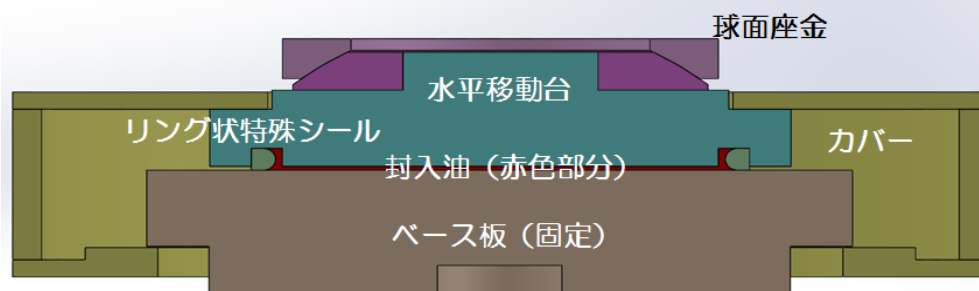 球面座金
水平移動台
リング状特殊シール
カバー
封入油（赤色部分）
ベース板（固定）